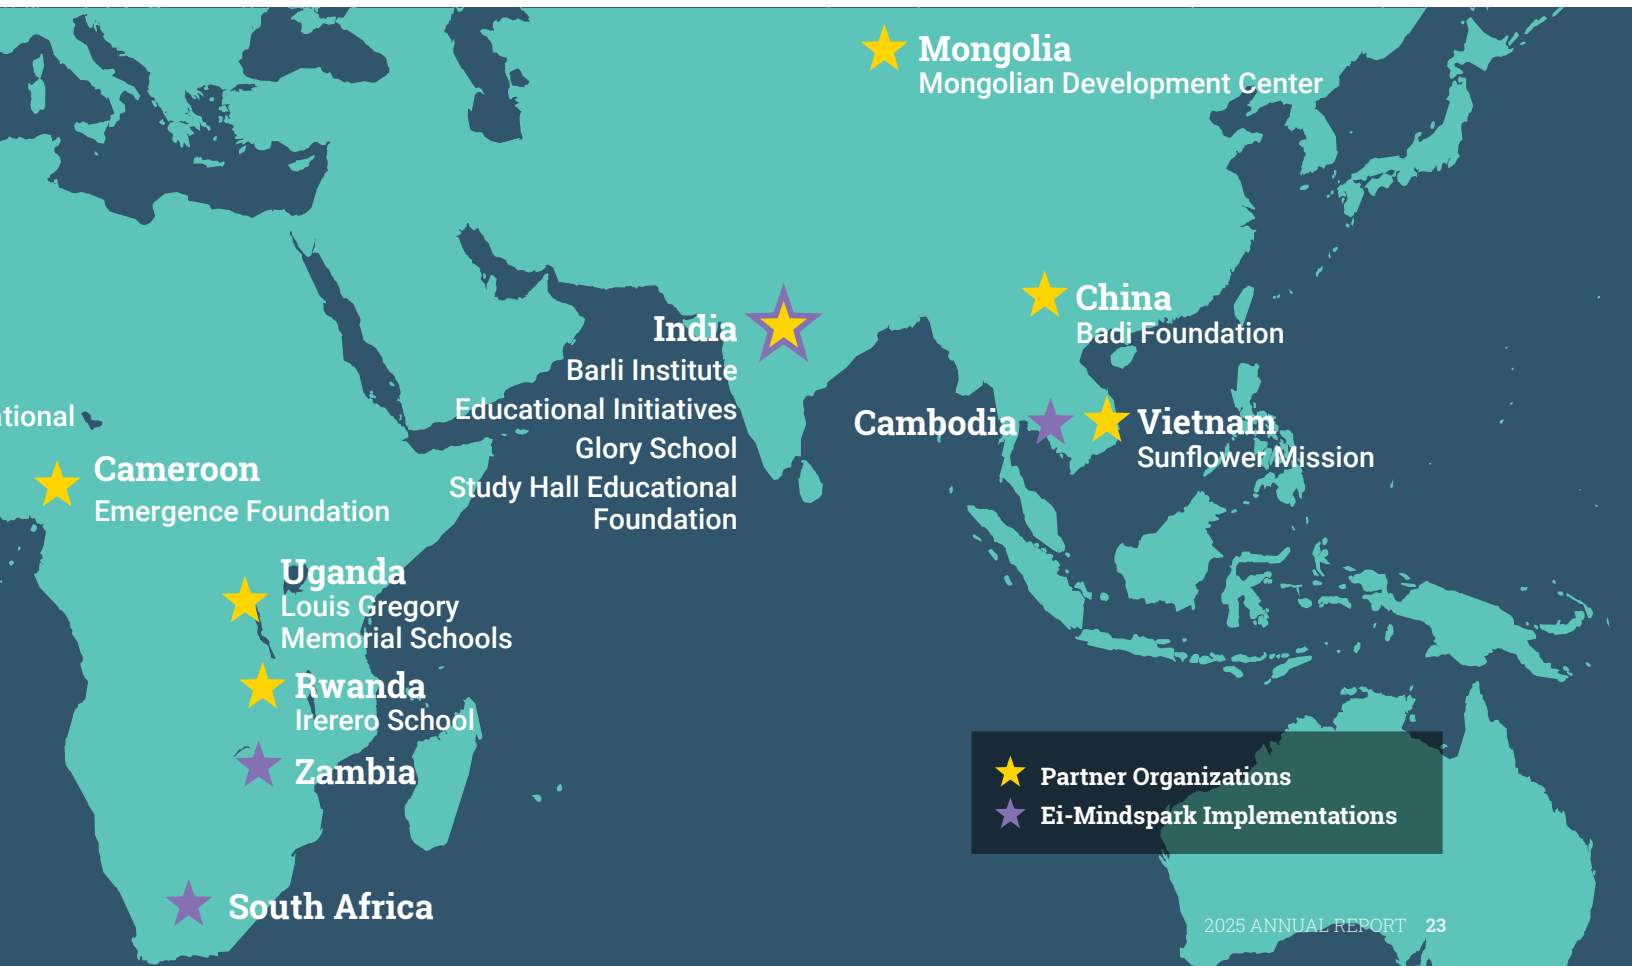 Mongolia
Mongolian Development Center
China
Badi Foundation
India
Barli Institute
Educational Initiatives
Glory School
Study Hall Educational
Foundation
Cambodia
Vietnam
Sunflower Mission
Cameroon
Emergence Foundation
Uganda
Louis Gregory
Memorial Schools
Rwanda
Irerero School
Zambia
South Africa
Partner Organizations
Ei-Mindspark Implementations
2025 ANNUAL REPORT 23